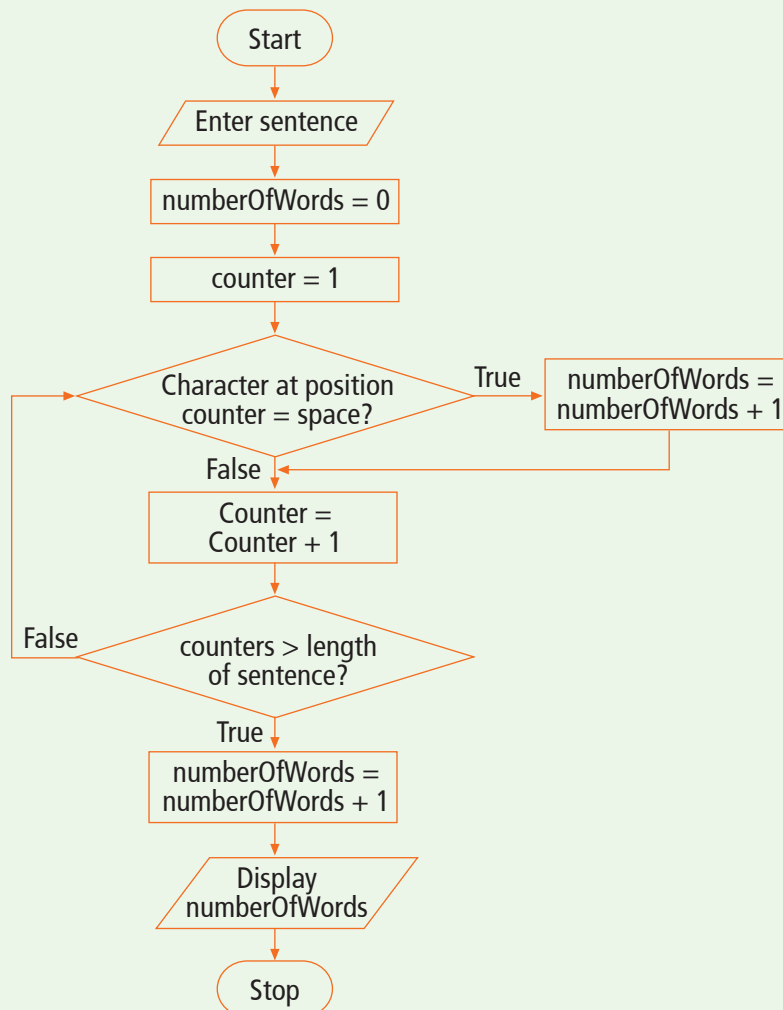 Start
Enter sentence
numberOfWords = 0
counter = 1
Character at position
counter = space?
True
numberOfWords =
numberOfWords + 1
False
Counter =
Counter + 1
False
counters > length
of sentence?
True
numberOfWords =
numberOfWords + 1
Display
numberOfWords
Stop